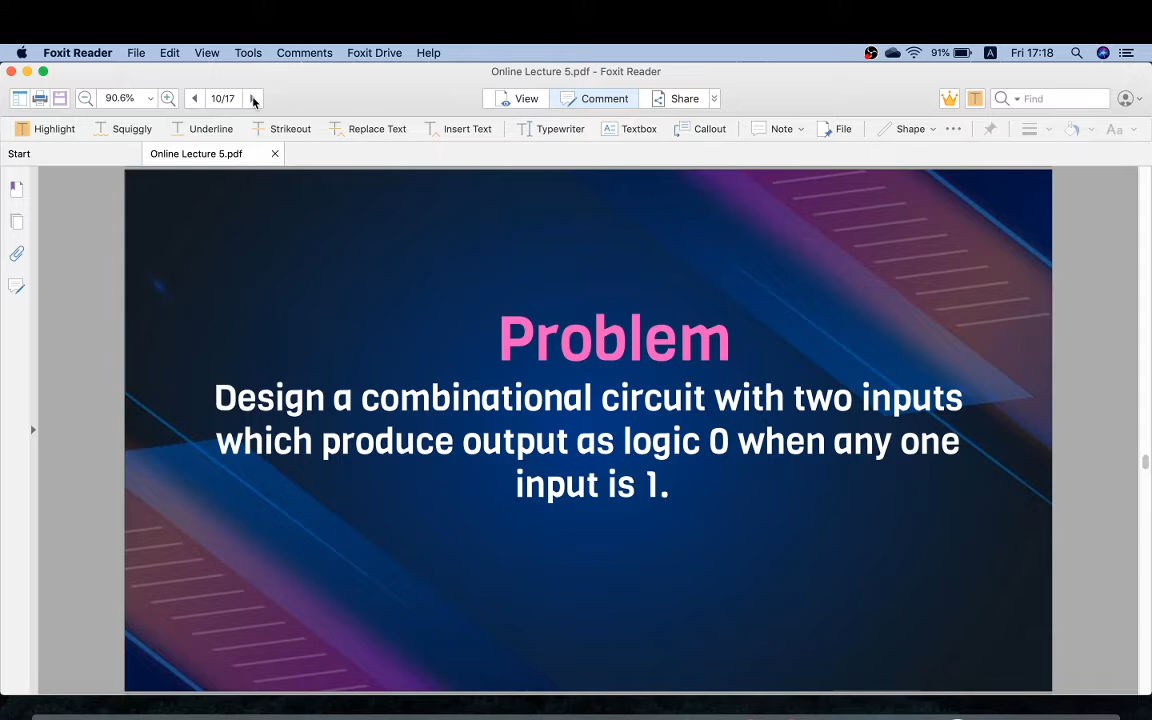 Foxit Reader File Edit View Tools Comments Foxit Drive Help 91% A Fri 17:18
Online Lecture 5.pdf - Foxit Reader
90.6% 10/17 View Comment Share Find
T Highlight T Squiggly T Underline T Strikeout T Replace Text T Insert Text T Typewriter A Textbox Callout Note File Shape Aa
Start Online Lecture 5.pdf
Problem
Design a combinational circuit with two inputs
which produce output as logic 0 when any one
input is 1.